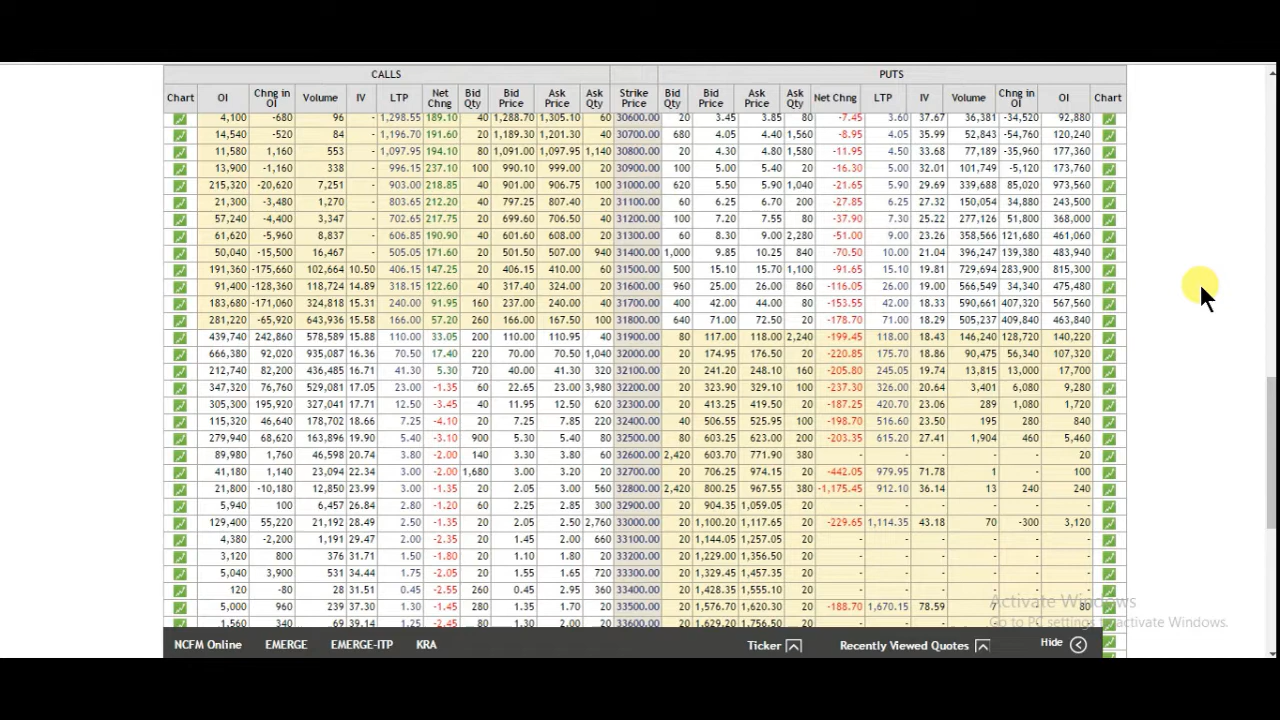 CALLS PUTS
Chart OI Chng in OI Volume IV LTP Net Chng Bid Qty Bid Price Ask Price Ask Qty Strike Price Bid Qty Bid Price Ask Price Ask Qty Net Chng LTP IV Volume Chng in OI OI Chart
4,100 -680 96 - 1,298.55 189.10 40 1,288.70 1,305.10 60 30600.00 20 3.45 3.85 80 -7.45 3.60 37.67 36,381 -34,520 92,880
14,540 -520 84 - 1,196.70 191.60 20 1,189.30 1,201.30 40 30700.00 680 4.05 4.40 1,560 -8.95 4.05 35.99 52,843 -54,760 120,240
11,580 1,160 553 - 1,097.95 194.10 80 1,091.00 1,097.95 1,140 30800.00 20 4.30 4.80 1,580 -11.95 4.50 33.68 77,189 -35,960 177,360
13,900 -1,160 338 - 996.15 237.10 100 990.10 999.05 20 30900.00 100 5.00 5.40 20 -16.30 5.00 32.01 101,749 -5,120 173,760
215,320 -20,620 7,251 - 903.00 218.85 40 901.00 906.75 100 31000.00 620 5.50 5.90 1,040 -21.65 5.90 29.69 339,688 85,020 973,560
21,300 -3,480 1,270 - 803.65 212.20 40 797.25 807.40 20 31100.00 60 6.25 6.70 200 -27.85 6.25 27.32 150,054 34,880 243,500
57,240 -4,400 3,347 - 702.65 217.75 20 699.60 706.50 40 31200.00 100 7.20 7.55 80 -37.90 7.30 25.22 277,126 51,800 368,000
61,620 -5,960 8,837 - 606.85 190.90 40 601.60 608.00 20 31300.00 60 8.30 9.00 2,280 -51.00 9.00 23.26 358,566 121,680 461,060
50,040 -15,500 16,467 - 505.05 171.60 20 501.50 507.00 940 31400.00 1,000 9.85 10.25 840 -70.50 10.00 21.04 396,247 139,380 483,940
191,360 -175,660 102,664 10.50 406.15 147.25 20 406.15 410.00 60 31500.00 500 15.10 15.70 1,100 -91.65 15.10 19.81 729,694 283,900 815,300
91,400 -128,360 118,724 14.89 318.15 122.60 40 317.40 324.00 20 31600.00 960 25.00 26.00 860 -116.05 26.00 19.00 566,549 34,340 475,480
183,680 -171,060 324,818 15.31 240.00 91.95 160 237.00 240.00 40 31700.00 400 42.00 44.00 80 -153.55 42.00 18.33 590,661 407,320 567,560
281,220 -65,920 643,936 15.58 166.00 57.20 260 166.00 167.50 100 31800.00 640 71.00 72.50 20 -178.70 71.00 18.29 505,237 409,840 463,840
439,740 242,860 578,589 15.88 110.00 33.05 200 110.00 110.95 40 31900.00 80 117.00 118.00 2,240 -199.45 118.00 18.43 146,240 128,720 140,220
666,380 92,020 935,087 16.36 70.50 17.40 220 70.00 70.50 1,040 32000.00 20 174.95 176.50 20 -220.85 175.70 18.86 90,475 56,340 107,320
212,740 82,200 436,485 16.71 41.30 5.30 720 40.00 41.30 320 32100.00 20 241.20 248.10 160 -205.80 245.05 19.74 13,815 13,000 17,700
347,320 76,760 529,081 17.05 23.00 -1.35 60 22.65 23.00 3,980 32200.00 20 323.90 329.10 100 -237.30 326.00 20.64 3,401 6,080 9,280
305,300 195,920 327,041 17.71 12.50 -3.45 40 11.95 12.50 620 32300.00 20 413.25 419.50 20 -187.25 420.70 23.06 289 1,080 1,720
115,320 46,640 178,702 18.66 7.25 -4.10 20 7.25 7.85 220 32400.00 40 506.55 525.95 100 -198.70 516.60 23.50 195 280 840
279,940 68,620 163,896 19.90 5.40 -3.10 900 5.30 5.40 80 32500.00 80 603.25 623.00 200 -203.35 615.20 27.41 1,904 460 5,460
89,980 1,760 46,598 20.74 3.80 -2.00 140 3.30 3.80 60 32600.00 2,420 603.70 771.90 380 - - - - - 20
41,180 1,140 23,094 22.34 3.00 -2.00 1,680 3.00 3.20 20 32700.00 20 706.25 974.15 20 -442.05 979.95 71.78 1 - 100
21,800 -10,180 12,850 23.99 3.00 -1.35 20 2.05 3.00 560 32800.00 2,420 800.25 967.55 380 -1,175.45 912.10 36.14 13 240 240
5,940 100 6,457 26.84 2.80 -1.20 60 2.25 2.85 300 32900.00 20 904.35 1,059.05 20 - - - - - -
129,400 55,220 21,192 28.49 2.50 -1.35 20 2.05 2.50 2,760 33000.00 20 1,100.20 1,117.65 20 -229.65 1,114.35 43.18 70 -300 3,120
4,380 -2,200 1,191 29.47 2.00 -2.35 40 1.45 2.00 660 33100.00 20 1,144.05 1,257.05 20 - - - - - -
3,120 800 376 31.71 1.50 -1.80 20 1.10 1.80 20 33200.00 20 1,229.00 1,356.50 20 - - - - - -
5,040 3,900 531 34.44 1.75 -2.05 20 1.55 1.65 720 33300.00 20 1,329.45 1,457.35 20 - - - - - -
120 -80 28 31.51 0.45 -2.55 260 0.45 2.95 360 33400.00 20 1,428.35 1,555.10 20 - - - - - -
5,000 960 239 37.30 1.30 -1.45 280 1.35 1.70 20 33500.00 20 1,576.70 1,620.30 20 -188.70 1,670.15 78.59 7 - 80
1,560 340 69 39.14 1.25 -2.45 80 1.30 2.00 20 33600.00 20 1,629.20 1,756.50 20 - - - - - -
Activate Windows
Go to PC settings to activate Windows.
NCFM Online EMERGE EMERGE-ITP KRA Ticker Recently Viewed Quotes Hide